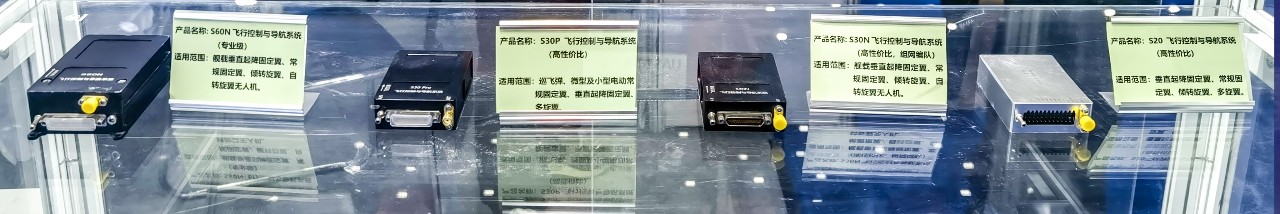 产品名称: S60N 飞行控制与导航系统
(专业级)
适用范围: 舰载垂直起降固定翼、常
规固定翼、倾转旋翼、自
转旋翼无人机。
S30 Pro
产品名称: S30P 飞行控制与导航系统
(高性价比)
适用范围: 巡飞弹、微型及小型电动常
规固定翼、垂直起降固定翼、
多旋翼
产品名称: S30N 飞行控制与导航系统
(高性价比, 组网编队)
适用范围: 舰载垂直起降固定翼、常
规固定翼、倾转旋翼、自
转旋翼无人机。
产品名称: S20 飞行控制与导航系统
(高性价比)
适用范围: 垂直起降固定翼、常规固
定翼、倾转旋翼、多旋翼。